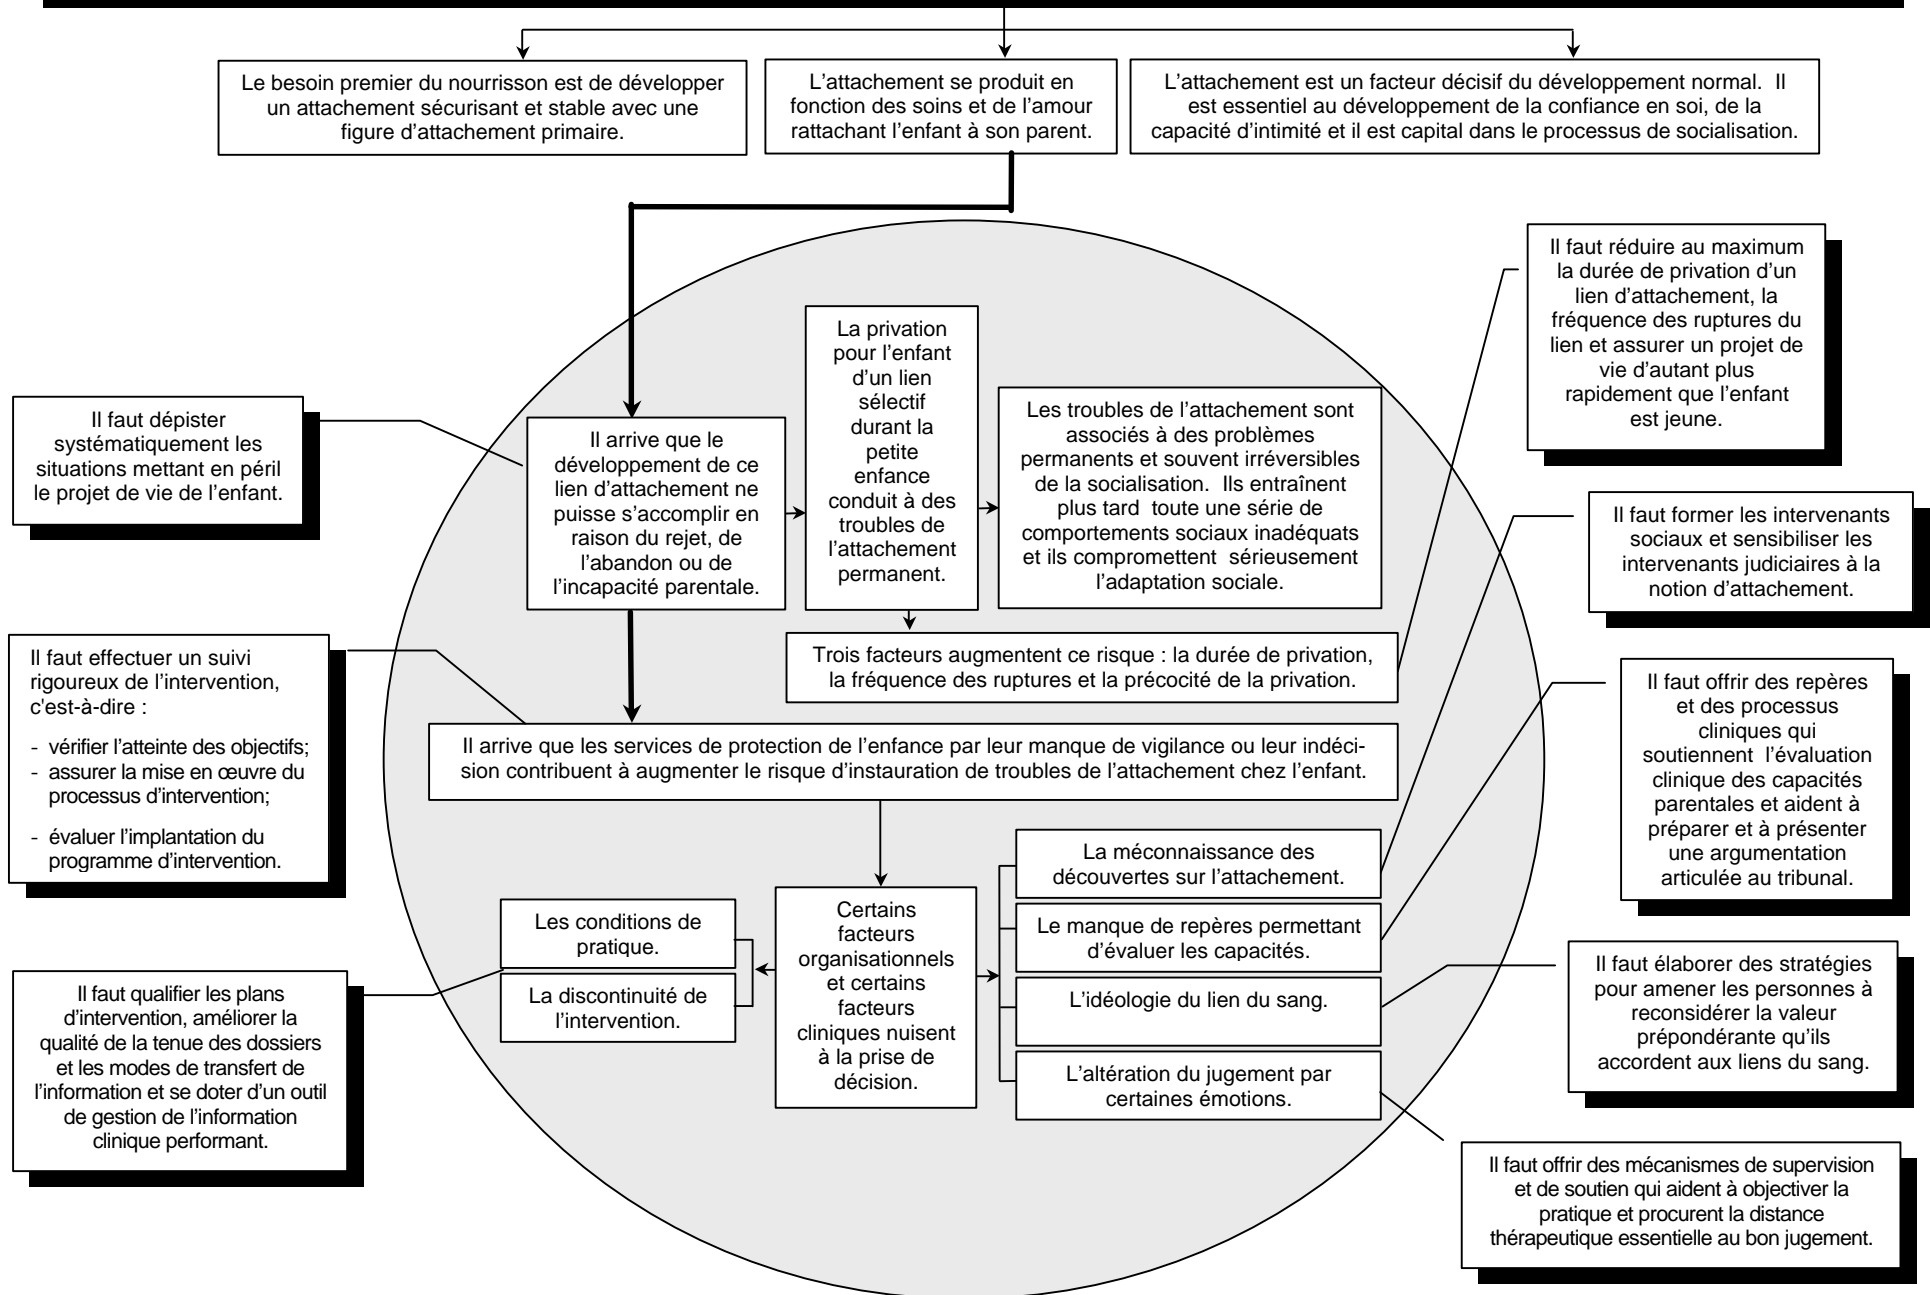 Le besoin premier du nourrisson est de développer
un attachement sécurisant et stable avec une
figure d'attachement primaire.
L'attachement se produit en
fonction des soins et de l'amour
rattachant l'enfant à son parent.
L'attachement est un facteur décisif du développement normal. Il
est essentiel au développement de la confiance en soi, de la
capacité d'intimité et il est capital dans le processus de socialisation.
Il faut réduire au maximum
la durée de privation d'un
lien d'attachement, la
fréquence des ruptures du
lien et assurer un projet de
vie d'autant plus
rapidement que l'enfant
est jeune.
Il faut dépister
systématiquement les
situations mettant en péril
le projet de vie de l'enfant.
Il arrive que le
développement de ce
lien d'attachement ne
puisse s'accomplir en
raison du rejet, de
l'abandon ou de
l'incapacité parentale.
La privation
pour l'enfant
d'un lien
sélectif
durant la
petite
enfance
conduit à des
troubles de
l'attachement
permanent.
Les troubles de l'attachement sont
associés à des problèmes
permanents et souvent irréversibles
de la socialisation. Ils entraînent
plus tard toute une série de
comportements sociaux inadéquats
et ils compromettent sérieusement
l'adaptation sociale.
Il faut former les intervenants
sociaux et sensibiliser les
intervenants judiciaires à la
notion d'attachement.
Il faut effectuer un suivi
rigoureux de l'intervention,
c'est-à-dire :
- vérifier l'atteinte des objectifs;
- assurer la mise en œuvre du
processus d'intervention;
- évaluer l'implantation du
programme d'intervention.
Trois facteurs augmentent ce risque : la durée de privation,
la fréquence des ruptures et la précocité de la privation.
Il arrive que les services de protection de l'enfance par leur manque de vigilance ou leur indéci-
sion contribuent à augmenter le risque d'instauration de troubles de l'attachement chez l'enfant.
Il faut offrir des repères
et des processus
cliniques qui
soutiennent l'évaluation
clinique des capacités
parentales et aident à
préparer et à présenter
une argumentation
articulée au tribunal.
Les conditions de
pratique.
La discontinuité de
l'intervention.
Certains
facteurs
organisationnels
et certains
facteurs
cliniques nuisent
à la prise de
décision.
La méconnaissance des
découvertes sur l'attachement.
Le manque de repères permettant
d'évaluer les capacités.
L'idéologie du lien du sang.
L'altération du jugement par
certaines émotions.
Il faut qualifier les plans
d'intervention, améliorer la
qualité de la tenue des dossiers
et les modes de transfert de
l'information et se doter d'un outil
de gestion de l'information
clinique performant.
Il faut élaborer des stratégies
pour amener les personnes à
reconsidérer la valeur
prépondérante qu'ils
accordent aux liens du sang.
Il faut offrir des mécanismes de supervision
et de soutien qui aident à objectiver la
pratique et procurent la distance
thérapeutique essentielle au bon jugement.